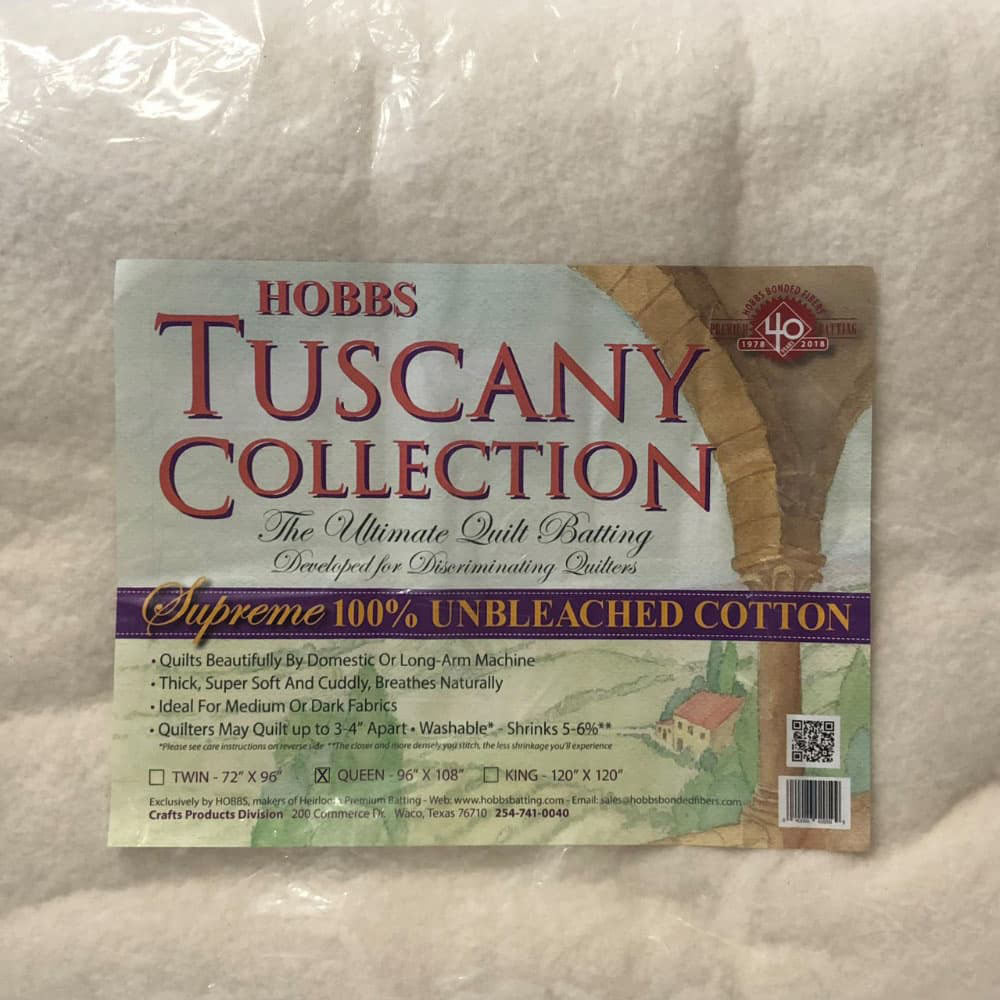 HOBBS
TUSCANY
COLLECTION
The Ultimate Quilt Batting
Developed for Discriminating Quilters
HOBBS BONDED FIBERS
PREMIUM BATTING
40
YEARS
1978 2018
Supreme 100% UNBLEACHED COTTON
• Quilts Beautifully By Domestic Or Long-Arm Machine
• Thick, Super Soft And Cuddly, Breathes Naturally
• Ideal For Medium Or Dark Fabrics
• Quilters May Quilt up to 3-4" Apart • Washable* - Shrinks 5-6%**
*Please see care instructions on reverse side **The closer and more densely you stitch, the less shrinkage you'll experience
☐ TWIN - 72" X 96" ☒ QUEEN - 96" X 108" ☐ KING - 120" X 120"
Exclusively by HOBBS, makers of Heirloom Premium Batting - Web: www.hobbsbatting.com - Email: sales@hobbsbondedfibers.com
Crafts Products Division 200 Commerce Dr. Waco, Texas 76710 254-741-0040